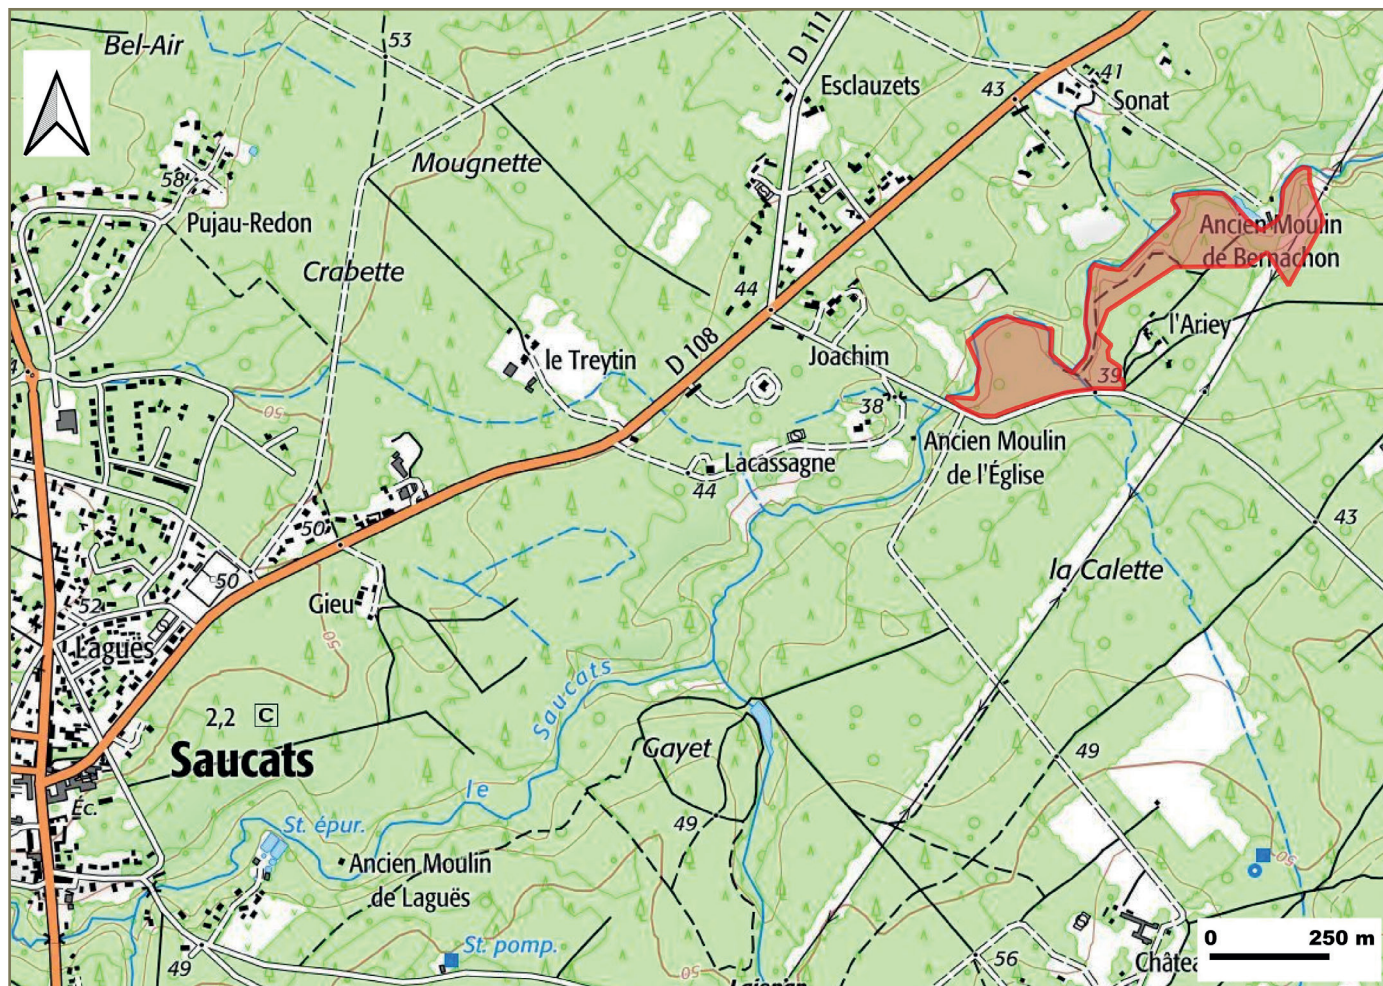 Bel-Air
53
D 111
Esclauzets
43
41
Sonat
Mougnette
58
Pujau-Redon
Crabette
Ancien Moulin
de Bernachon
44
l'Ariey
le Treytin
D 108
Joachim
39
50
38
Ancien Moulin
de l'Église
Lacassagne
44
50
43
50
la Calette
52
Gieu
50
Laguës
le Saucats
2,2 C
Saucats
Gayet
49
49
Éc.
St. épur.
Ancien Moulin
de Laguës
50
St. pomp.
49
50
56
Châtea
0 250 m